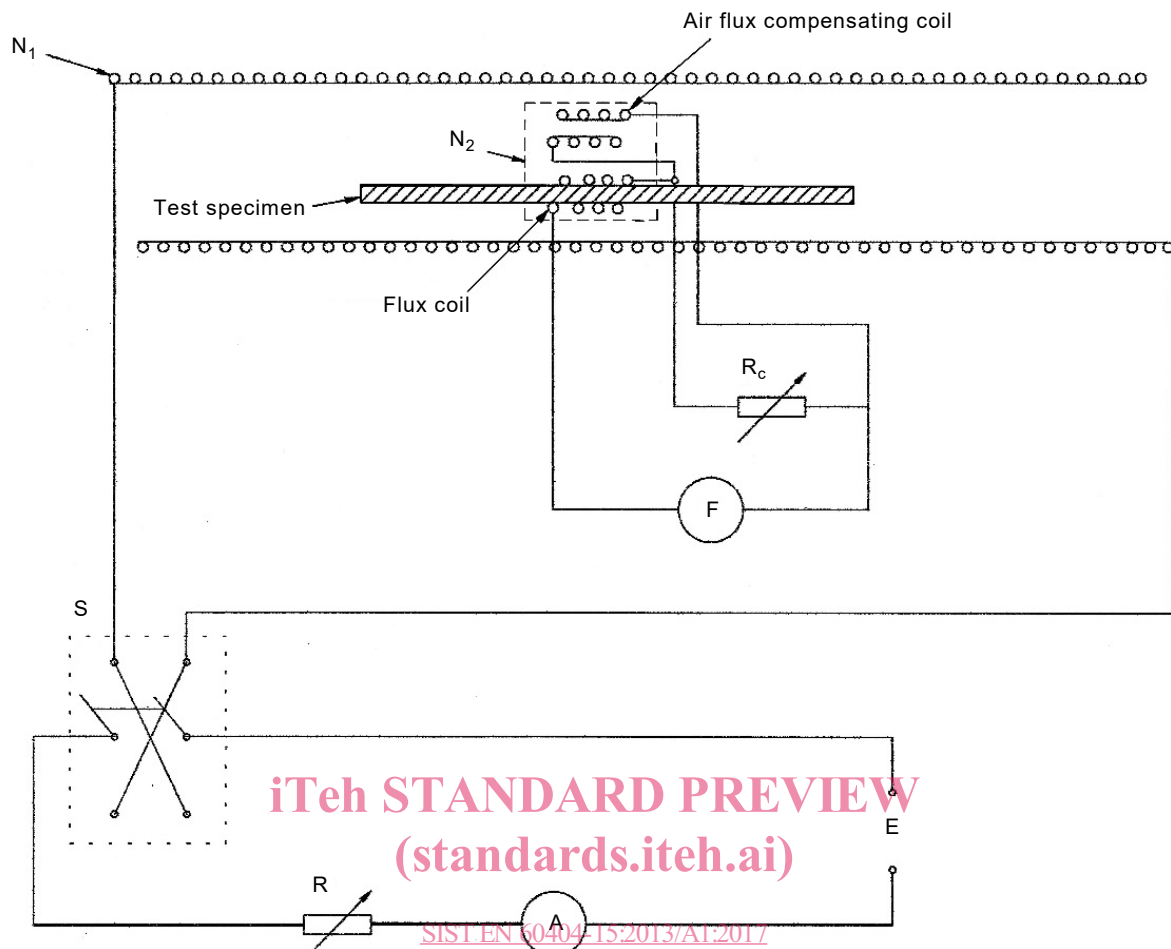 Air flux compensating coil
N1
N2
Test specimen
Flux coil
Rc
F
S
iTeh STANDARD PREVIEW
(standards.iteh.ai)
E
R
A
SIST EN 60404-15:2013/A1:2017